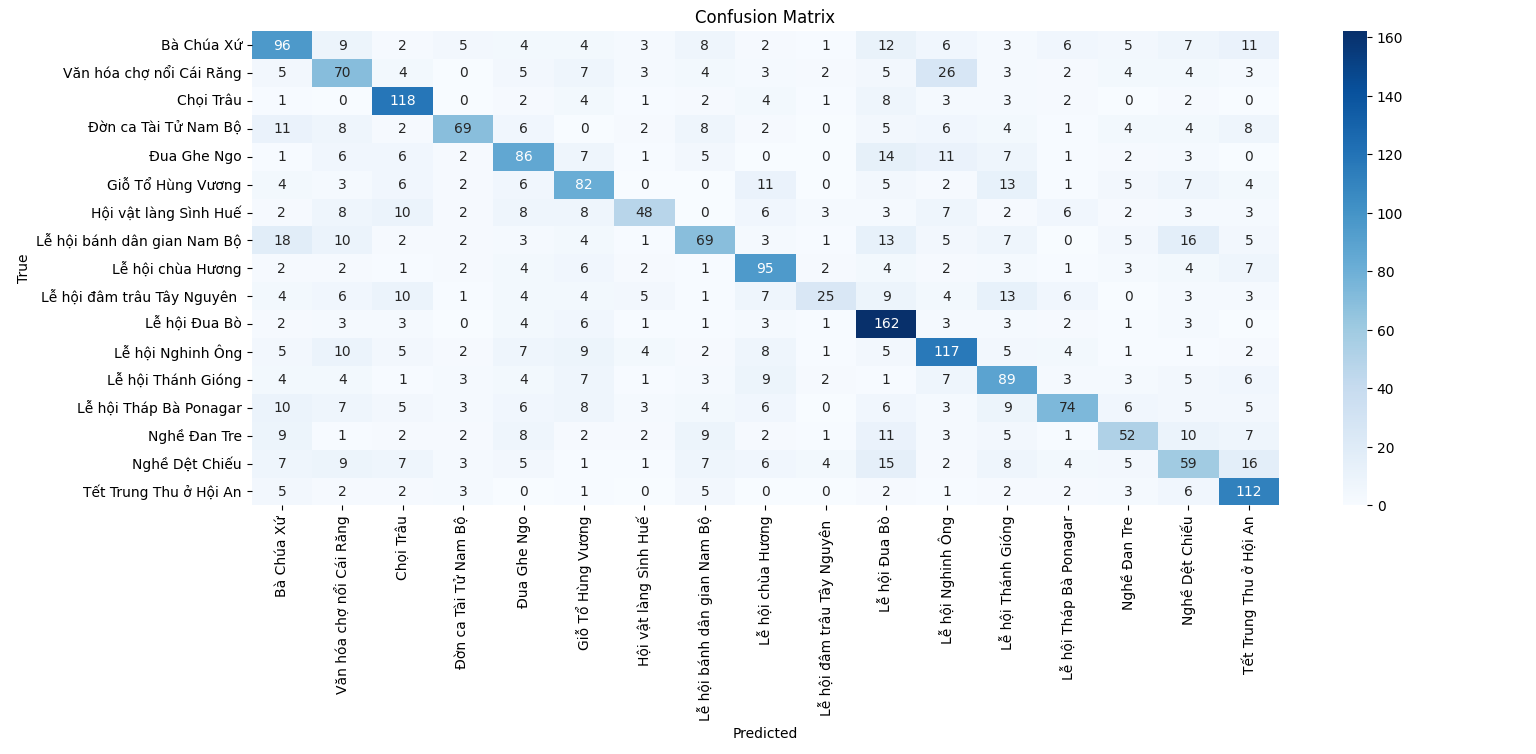 Confusion Matrix
Bà Chúa Xứ 96 9 2 5 4 4 3 8 2 1 12 6 3 6 5 7 11
Văn hóa chợ nổi Cái Răng 5 70 4 0 5 7 3 4 3 2 5 26 3 2 4 4 3
Chọi Trâu 1 0 118 0 2 4 1 2 4 1 8 3 3 2 0 2 0
Đờn ca Tài Tử Nam Bộ 11 8 2 69 6 0 2 8 2 0 5 6 4 1 4 4 8
Đua Ghe Ngo 1 6 6 2 86 7 1 5 0 0 14 11 7 1 2 3 0
Giỗ Tổ Hùng Vương 4 3 6 2 6 82 0 0 11 0 5 2 13 1 5 7 4
Hội vật làng Sình Huế 2 8 10 2 8 8 48 0 6 3 3 7 2 6 2 3 3
Lễ hội bánh dân gian Nam Bộ 18 10 2 2 3 4 1 69 3 1 13 5 7 0 5 16 5
Lễ hội chùa Hương 2 2 1 2 4 6 2 1 95 2 4 2 3 1 3 4 7
Lễ hội đâm trâu Tây Nguyên 4 6 10 1 4 4 5 1 7 25 9 4 13 6 0 3 3
Lễ hội Đua Bò 2 3 3 0 4 6 1 1 3 1 162 3 3 2 1 3 0
Lễ hội Nghinh Ông 5 10 5 2 7 9 4 2 8 1 5 117 5 4 1 1 2
Lễ hội Thánh Gióng 4 4 1 3 4 7 1 3 9 2 1 7 89 3 3 5 6
Lễ hội Tháp Bà Ponagar 10 7 5 3 6 8 3 4 6 0 6 3 9 74 6 5 5
Nghề Đan Tre 9 1 2 2 8 2 2 9 2 1 11 3 5 1 52 10 7
Nghề Dệt Chiếu 7 9 7 3 5 1 1 7 6 4 15 2 8 4 5 59 16
Tết Trung Thu ở Hội An 5 2 2 3 0 1 0 5 0 0 2 1 2 2 3 6 112
True
Bà Chúa Xứ
Văn hóa chợ nổi Cái Răng
Chọi Trâu
Đờn ca Tài Tử Nam Bộ
Đua Ghe Ngo
Giỗ Tổ Hùng Vương
Hội vật làng Sình Huế
Lễ hội bánh dân gian Nam Bộ
Lễ hội chùa Hương
Lễ hội đâm trâu Tây Nguyên
Lễ hội Đua Bò
Lễ hội Nghinh Ông
Lễ hội Thánh Gióng
Lễ hội Tháp Bà Ponagar
Nghề Đan Tre
Nghề Dệt Chiếu
Tết Trung Thu ở Hội An
Predicted
160
140
120
100
80
60
40
20
0